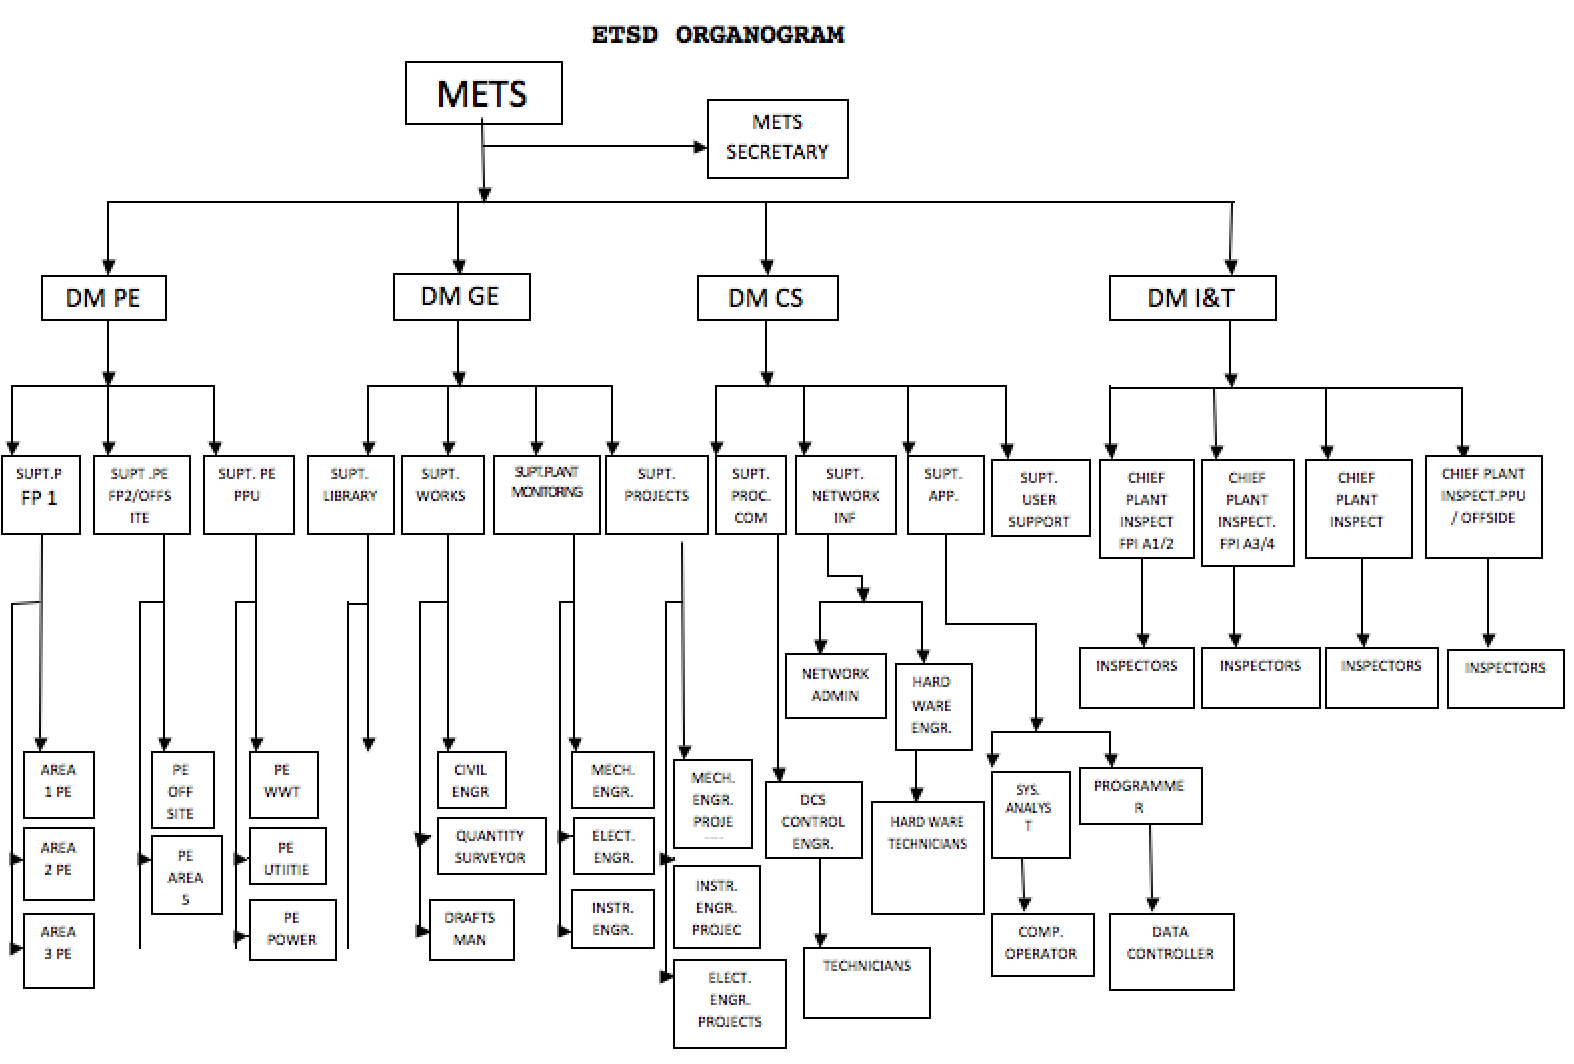 ETSD ORGANOGRAM
METS
METS
SECRETARY
DM PE
DM GE
DM CS
DM I&T
SUPT.P
FP 1
SUPT .PE
FP2/OFFS
ITE
SUPT. PE
PPU
SUPT.
LIBRARY
SUPT.
WORKS
SUPT.PLANT
MONITORING
SUPT.
PROJECTS
SUPT.
PROC.
COM
SUPT.
NETWORK
INF
SUPT.
APP.
SUPT.
USER
SUPPORT
CHIEF
PLANT
INSPECT
FPI A1/2
CHIEF
PLANT
INSPECT.
FPI A3/4
CHIEF
PLANT
INSPECT
CHIEF PLANT
INSPECT.PPU
/ OFFSIDE
NETWORK
ADMIN
HARD
WARE
ENGR.
INSPECTORS
INSPECTORS
INSPECTORS
INSPECTORS
AREA
1 PE
PE
OFF
SITE
PE
WWT
CIVIL
ENGR
MECH.
ENGR.
MECH.
ENGR.
PROJE
DCS
CONTROL
ENGR.
HARD WARE
TECHNICIANS
SYS.
ANALYS
T
PROGRAMME
R
AREA
2 PE
PE
AREA
5
PE
UTIITIE
QUANTITY
SURVEYOR
ELECT.
ENGR.
INSTR.
ENGR.
PROJEC
AREA
3 PE
PE
POWER
DRAFTS
MAN
INSTR.
ENGR.
ELECT.
ENGR.
PROJECTS
TECHNICIANS
COMP.
OPERATOR
DATA
CONTROLLER